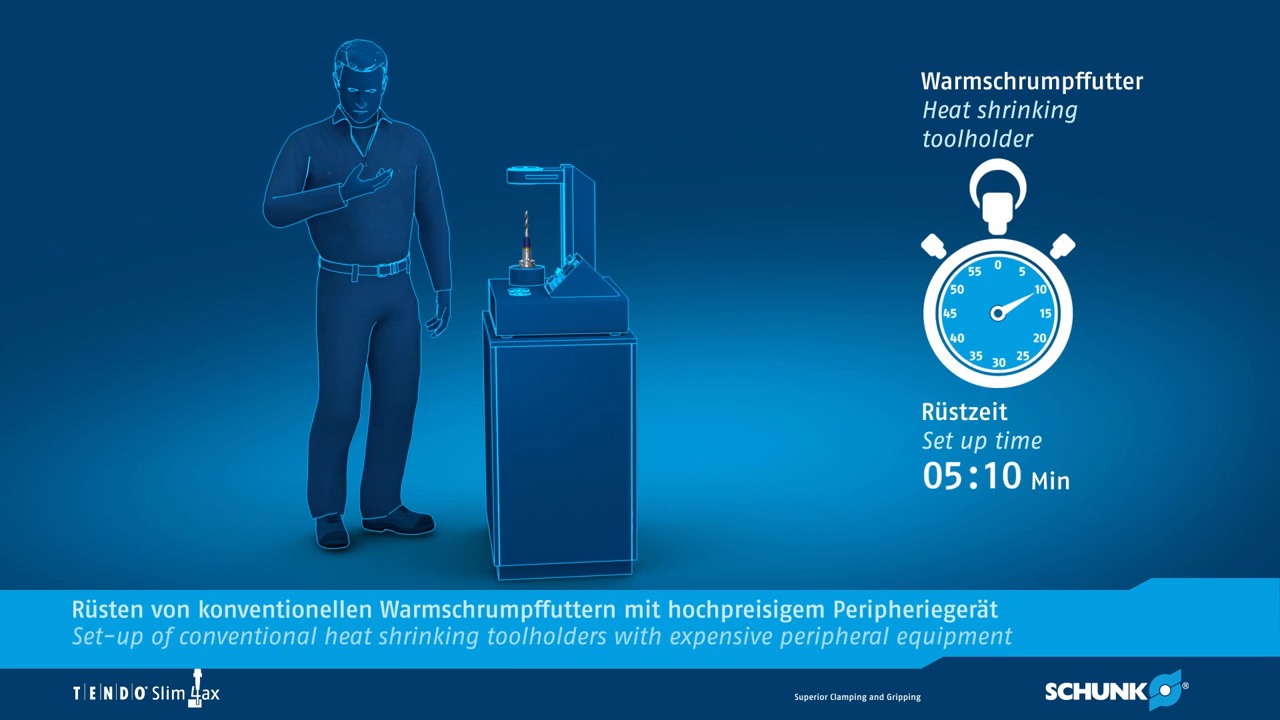 Warmschrumpffutter
Heat shrinking
toolholder
0
5
10
15
20
25
30
35
40
45
50
55
Rüstzeit
Set up time
05:10 Min
Rüsten von konventionellen Warmschrumpffuttern mit hochpreisigem Peripheriegerät
Set-up of conventional heat shrinking toolholders with expensive peripheral equipment
TENDO® Slim 4ax
Superior Clamping and Gripping
SCHUNK®